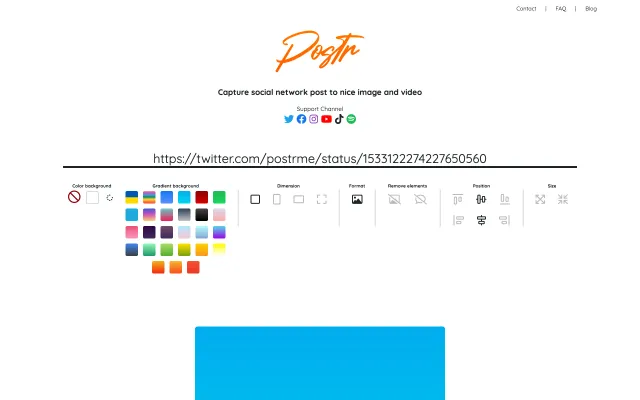 Contact | FAQ | Blog
Postr
Capture social network post to nice image and video
Support Channel
https://twitter.com/postrme/status/1533122274227650560
Color background
Gradient background
Dimension
Format
Remove elements
Position
Size